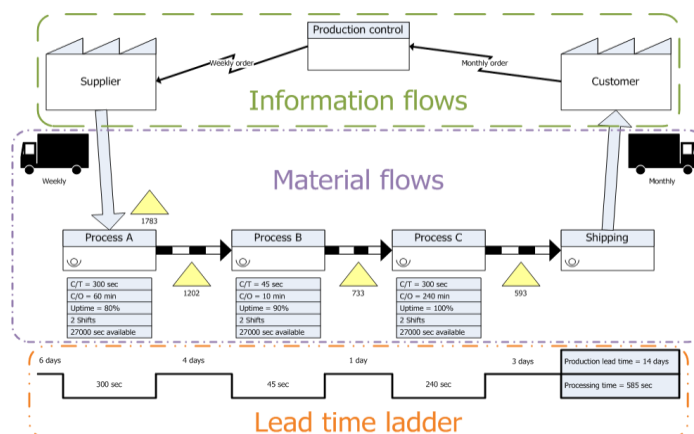 Production control
Supplier
Weekly order
Monthly order
Customer
Information flows
Weekly
Material flows
Monthly
1783
Process A
Process B
Process C
Shipping
1202
733
593
C/T = 300 sec
C/O = 60 min
Uptime = 80%
2 Shifts
27000 sec available
C/T = 45 sec
C/O = 10 min
Uptime = 90%
2 Shifts
27000 sec available
C/T = 300 sec
C/O = 240 min
Uptime = 100%
2 Shifts
27000 sec available
6 days
4 days
1 day
3 days
Production lead time = 14 days
300 sec
45 sec
240 sec
Processing time = 585 sec
Lead time ladder